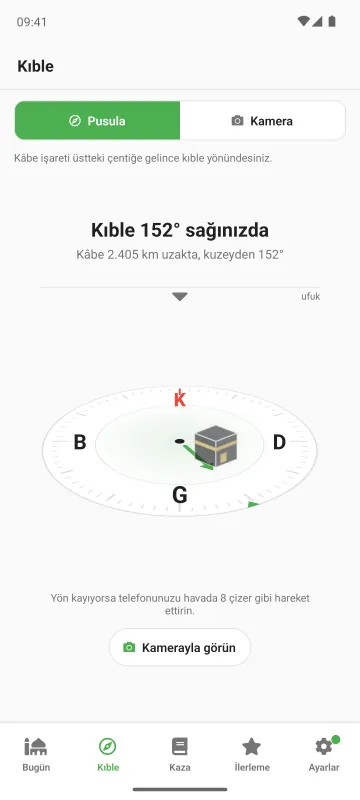 09:41
Kıble
Pusula
Kamera
Kâbe işareti üstteki çentiğe gelince kıble yönündesiniz.
Kıble 152° sağınızda
Kâbe 2.405 km uzakta, kuzeyden 152°
ufuk
K
B
D
G
Yön kayıyorsa telefonunuzu havada 8 çizer gibi hareket
ettirin.
Kamerayla görün
Bugün
Kıble
Kaza
İlerleme
Ayarlar